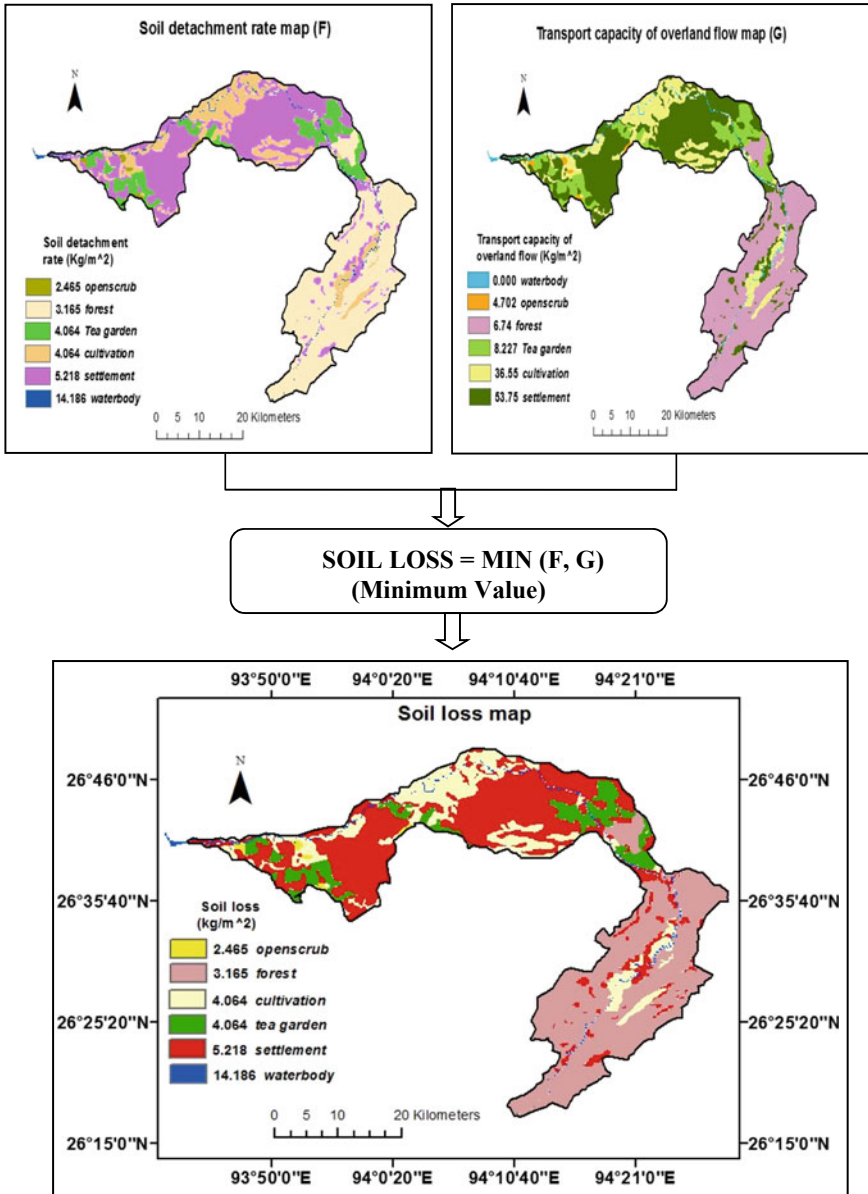 Soil detachment rate map (F)
N
Soil detachment
rate (Kg/m^2)
2.465 openscrub
3.165 forest
4.064 Tea garden
4.064 cultivation
5.218 settlement
14.186 waterbody
0 5 10 20 Kilometers
Transport capacity of overland flow map (G)
N
Transport capacity of
overland flow (Kg/m^2)
0.000 waterbody
4.702 openscrub
6.74 forest
8.227 Tea garden
36.55 cultivation
53.75 settlement
0 5 10 20 Kilometers
SOIL LOSS = MIN (F, G)
(Minimum Value)
93°50'0"E 94°0'20"E 94°10'40"E 94°21'0"E
Soil loss map
N
26°46'0"N 26°46'0"N
26°35'40"N 26°35'40"N
Soil loss
(kg/m^2)
2.465 openscrub
3.165 forest
4.064 cultivation
4.064 tea garden
5.218 settlement
14.186 waterbody
26°25'20"N 26°25'20"N
0 5 10 20 Kilometers
26°15'0"N 26°15'0"N
93°50'0"E 94°0'20"E 94°10'40"E 94°21'0"E